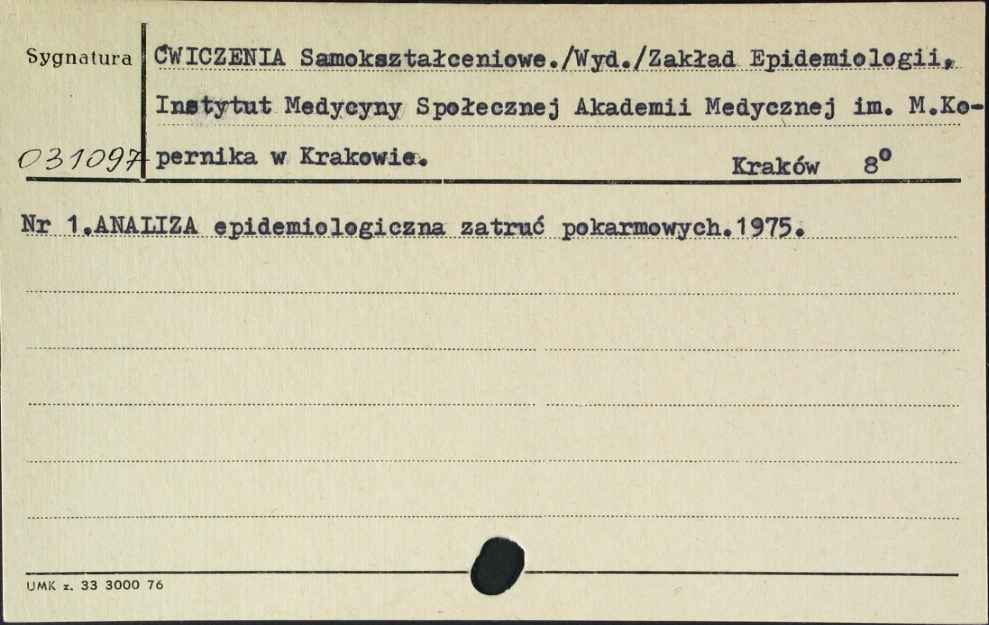 Sygnatura ĆWICZENIA Samokształceniowe./Wyd./Zakład Epidemiologii,
Instytut Medycyny Społecznej Akademii Medycznej im. M.Ko-
031097 pernika w Krakowie.
Kraków 8°
Nr 1.ANALIZA epidemiologiczna zatruć pokarmowych.1975.
UMK z. 33 3000 76